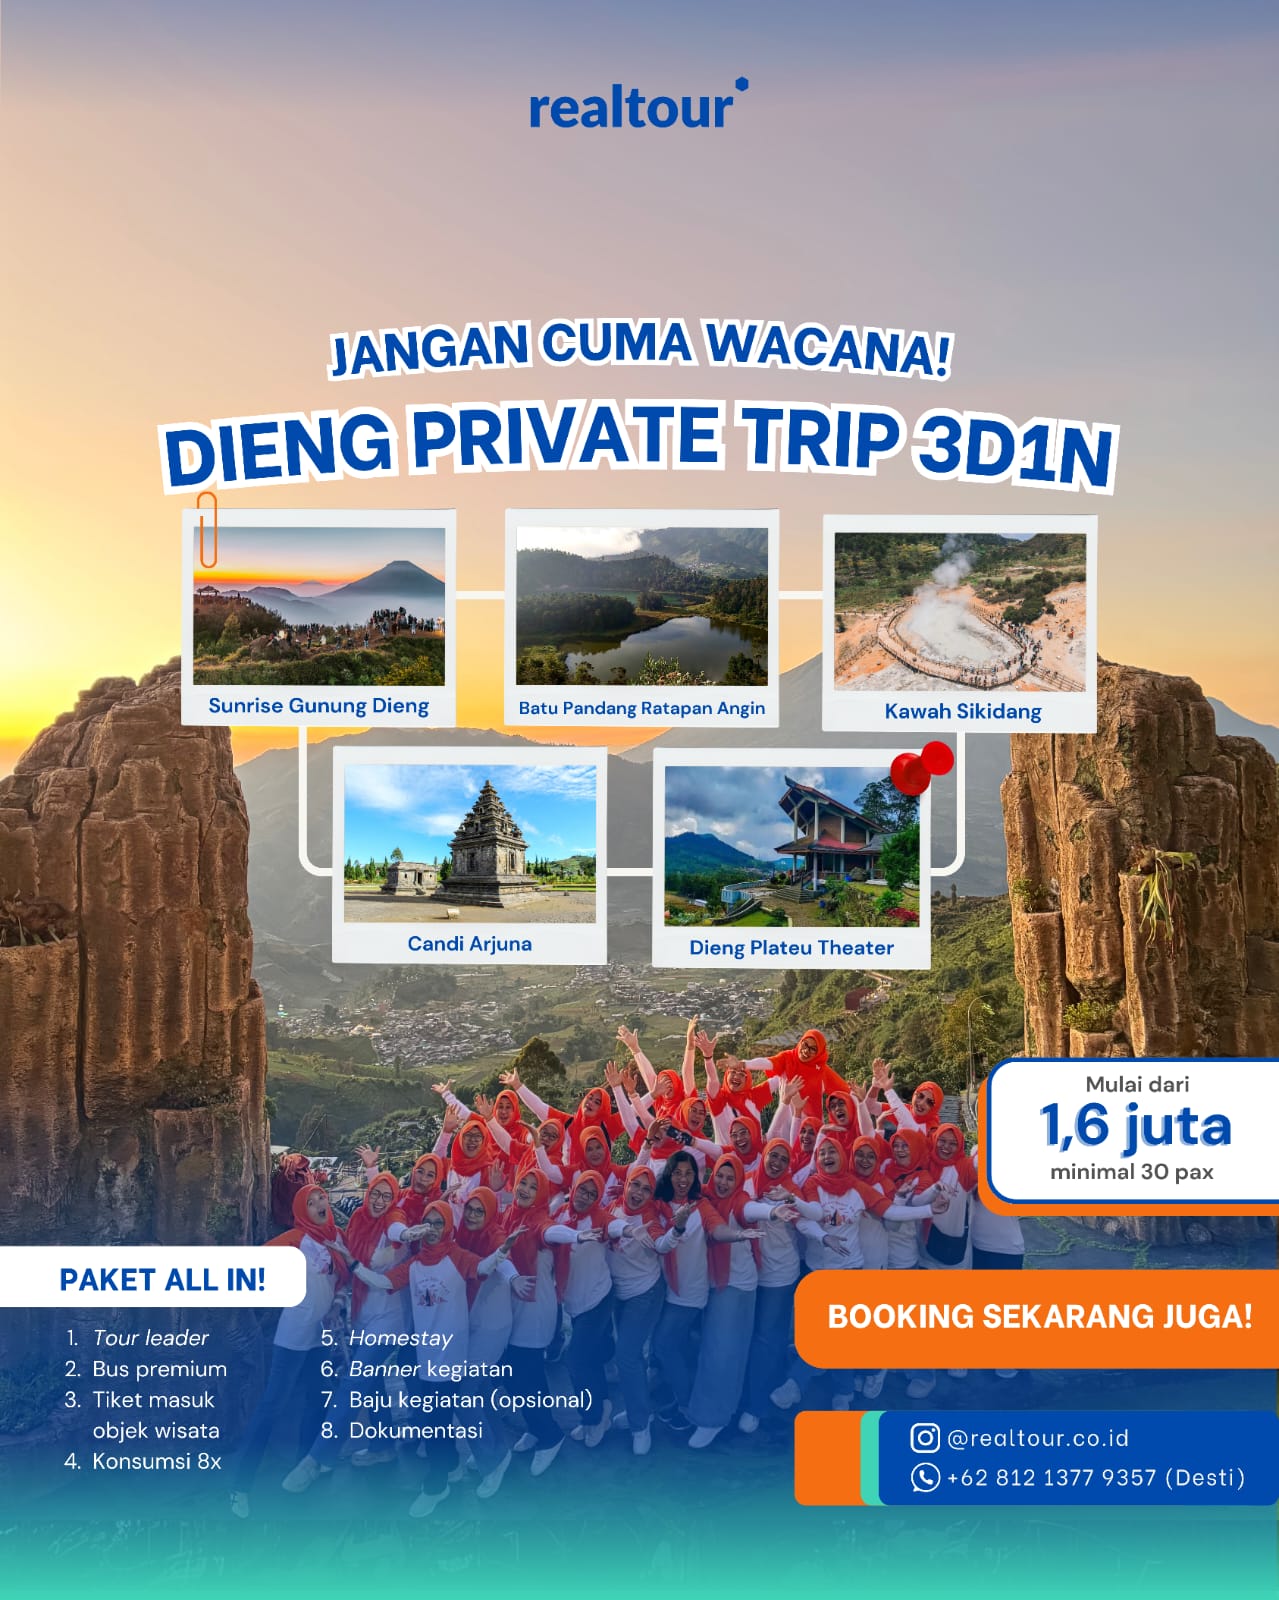 realtour
JANGAN CUMA WACANA!
DIENG PRIVATE TRIP 3D1N
Sunrise Gunung Dieng
Batu Pandang Ratapan Angin
Kawah Sikidang
Candi Arjuna
Dieng Plateu Theater
Mulai dari
1,6 juta
minimal 30 pax
PAKET ALL IN!
1. Tour leader
2. Bus premium
3. Tiket masuk
objek wisata
4. Konsumsi 8x
5. Homestay
6. Banner kegiatan
7. Baju kegiatan (opsional)
8. Dokumentasi
BOOKING SEKARANG JUGA!
@realtour.co.id
+62 812 1377 9357 (Desti)